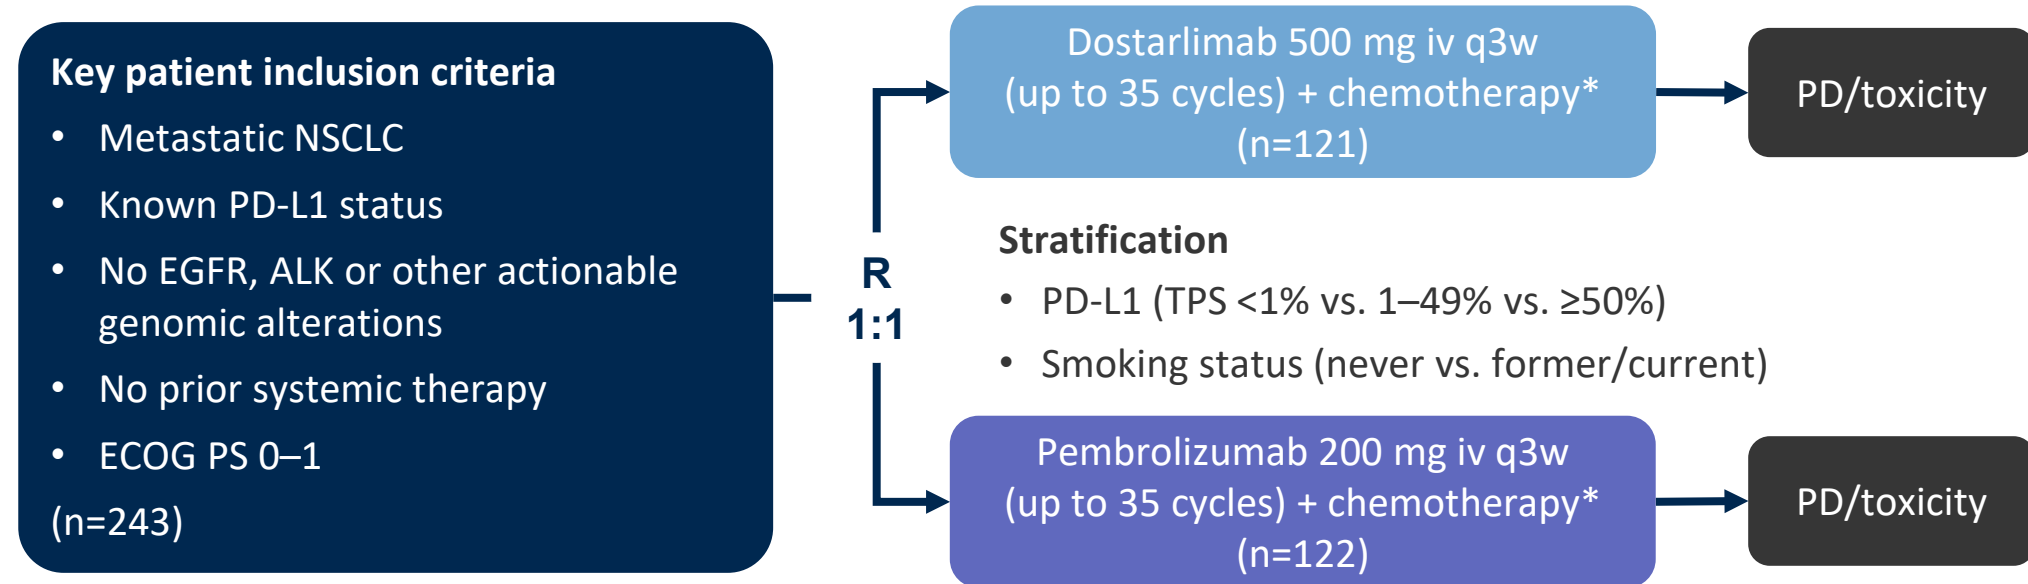 Key patient inclusion criteria
• Metastatic NSCLC
• Known PD-L1 status
• No EGFR, ALK or other actionable
genomic alterations
• No prior systemic therapy
• ECOG PS 0–1
(n=243)
R
1:1
Dostarlimab 500 mg iv q3w
(up to 35 cycles) + chemotherapy*
(n=121)
PD/toxicity
Stratification
• PD-L1 (TPS <1% vs. 1–49% vs. ≥50%)
• Smoking status (never vs. former/current)
Pembrolizumab 200 mg iv q3w
(up to 35 cycles) + chemotherapy*
(n=122)
PD/toxicity